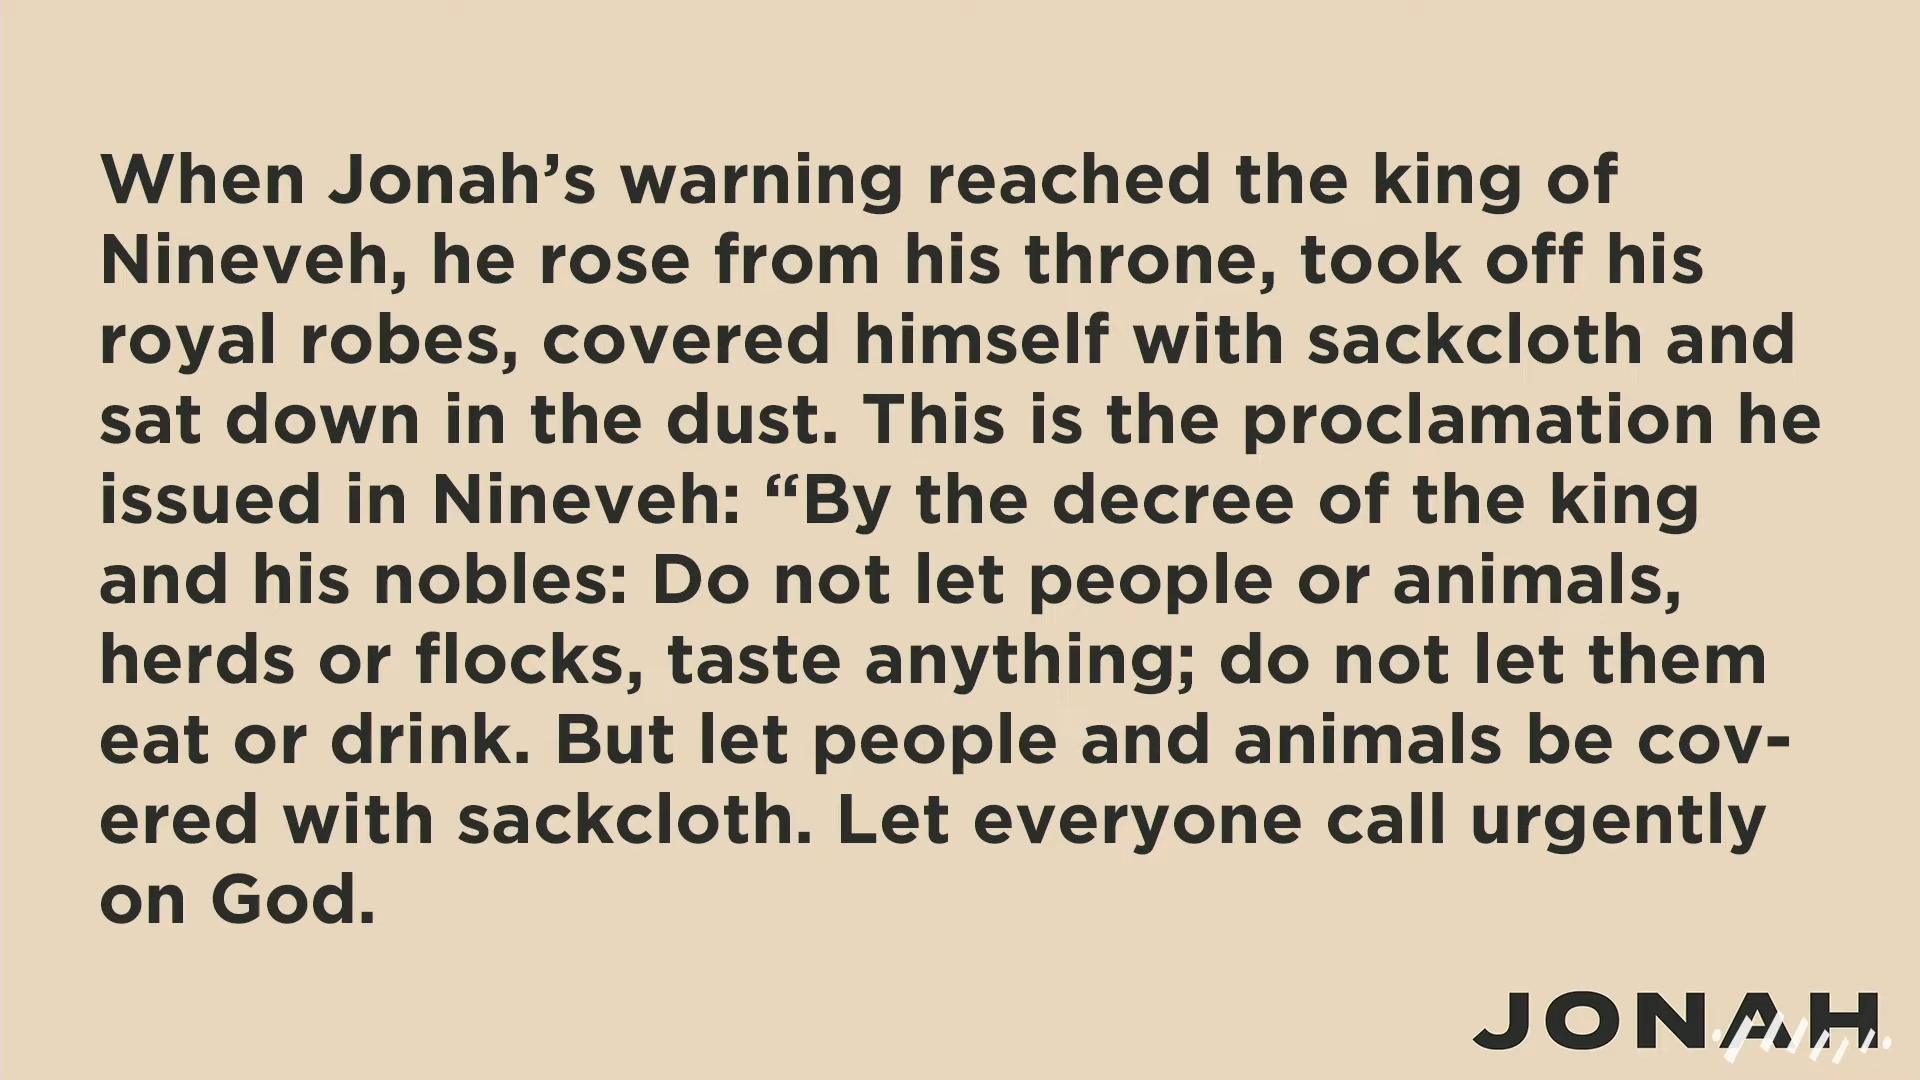 When Jonah’s warning reached the king of
Nineveh, he rose from his throne, took off his
royal robes, covered himself with sackcloth and
sat down in the dust. This is the proclamation he
issued in Nineveh: “By the decree of the king
and his nobles: Do not let people or animals,
herds or flocks, taste anything; do not let them
eat or drink. But let people and animals be cov-
ered with sackcloth. Let everyone call urgently
on God.
JONAH